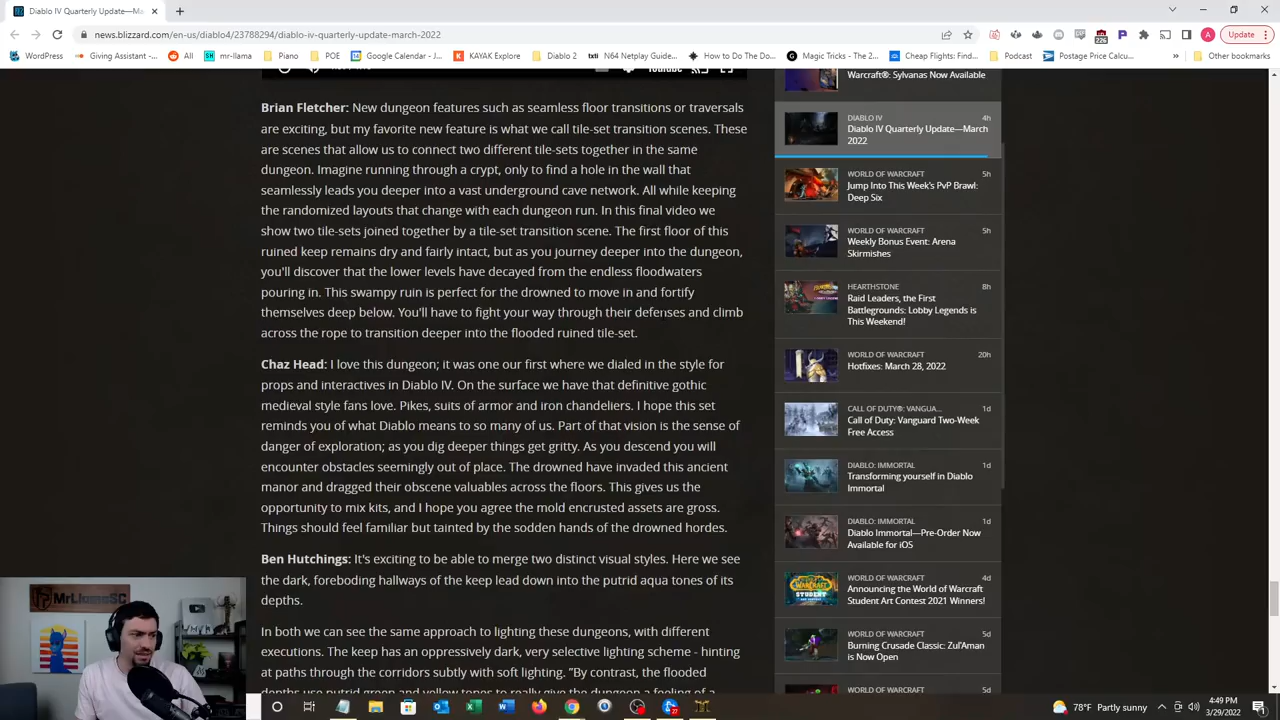 Diablo IV Quarterly Update—Ma
news.blizzard.com/en-us/diablo4/23788294/diablo-iv-quarterly-update-march-2022
Update
WordPress
Giving Assistant -...
All
mr-llama
Piano
POE
Google Calendar - J...
KAYAK Explore
Diablo 2
N64 Netplay Guide:...
How to Do The Do...
Magic Tricks - The 2...
Cheap Flights - Find...
Podcast
Postage Price Calcu...
Other bookmarks
Brian Fletcher: New dungeon features such as seamless floor transitions or traversals
are exciting, but my favorite new feature is what we call tile-set transition scenes. These
are scenes that allow us to connect two different tile-sets together in the same
dungeon. Imagine running through a crypt, only to find a hole in the wall that
seamlessly leads you deeper into a vast underground cave network. All while keeping
the randomized layouts that change with each dungeon run. In this final video we
show two tile-sets joined together by a tile-set transition scene. The first floor of this
ruined keep remains dry and fairly intact, but as you journey deeper into the dungeon,
you'll discover that the lower levels have decayed from the endless floodwaters
pouring in. This swampy ruin is perfect for the drowned to move in and fortify
themselves deep below. You'll have to fight your way through their defenses and climb
across the rope to transition deeper into the flooded ruined tile-set.
Chaz Head: I love this dungeon; it was one our first where we dialed in the style for
props and interactives in Diablo IV. On the surface we have that definitive gothic
medieval style fans love. Pikes, suits of armor and iron chandeliers. I hope this set
reminds you of what Diablo means to so many of us. Part of that vision is the sense of
danger of exploration; as you dig deeper things get gritty. As you descend you will
encounter obstacles seemingly out of place. The drowned have invaded this ancient
manor and dragged their obscene valuables across the floors. This gives us the
opportunity to mix kits, and I hope you agree the mold encrusted assets are gross.
Things should feel familiar but tainted by the sodden hands of the drowned hordes.
Ben Hutchings: It's exciting to be able to merge two distinct visual styles. Here we see
the dark, foreboding hallways of the keep lead down into the putrid aqua tones of its
depths.
In both we can see the same approach to lighting these dungeons, with different
executions. The keep has an oppressively dark, very selective lighting scheme - hinting
at paths through the corridors subtly with soft lighting. "By contrast, the flooded
depths use putrid green and yellow tones to really give the dungeon a feeling of a
Warcraft®: Sylvanas Now Available
DIABLO IV 4h
Diablo IV Quarterly Update—March
2022
WORLD OF WARCRAFT 5h
Jump Into This Week's PvP Brawl:
Deep Six
WORLD OF WARCRAFT 5h
Weekly Bonus Event: Arena
Skirmishes
HEARTHSTONE 8h
Raid Leaders, the First
Battlegrounds: Lobby Legends is
This Weekend!
WORLD OF WARCRAFT 20h
Hotfixes: March 28, 2022
CALL OF DUTY®: VANGUA... 1d
Call of Duty: Vanguard Two-Week
Free Access
DIABLO: IMMORTAL 1d
Transforming yourself in Diablo
Immortal
DIABLO: IMMORTAL 1d
Diablo Immortal—Pre-Order Now
Available for iOS
WORLD OF WARCRAFT 4d
Announcing the World of Warcraft
Student Art Contest 2021 Winners!
WORLD OF WARCRAFT 5d
Burning Crusade Classic: Zul'Aman
is Now Open
WORLD OF WARCRAFT 5d
78°F Partly sunny
4:49 PM
3/29/2022